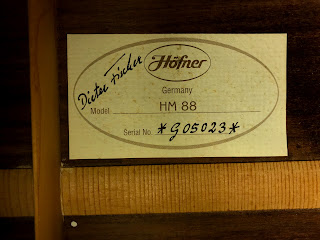 Höfner
Dieter Fischer
Germany
Model HM 88
Serial No. *G05023*